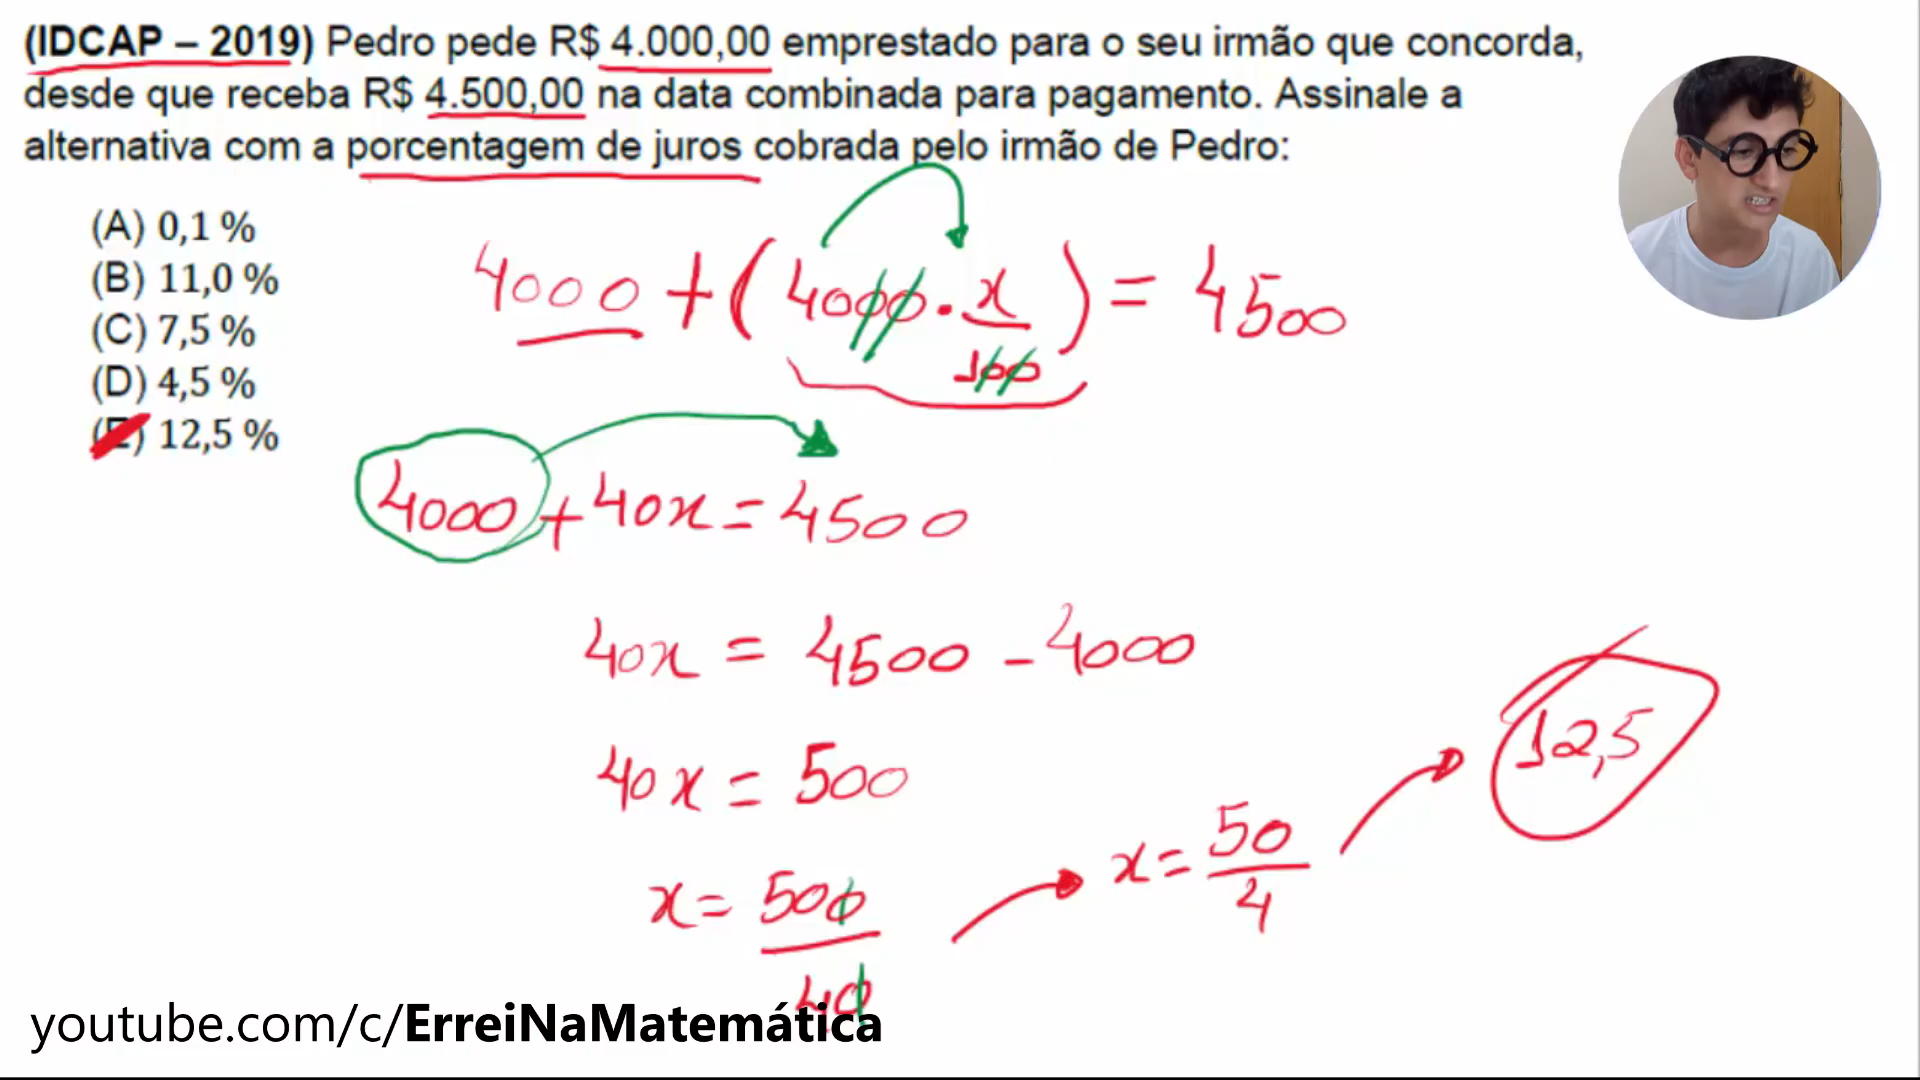 (IDCAP – 2019) Pedro pede R$ 4.000,00 emprestado para o seu irmão que concorda,
desde que receba R$ 4.500,00 na data combinada para pagamento. Assinale a
alternativa com a porcentagem de juros cobrada pelo irmão de Pedro:
(A) 0,1 %
(B) 11,0 %
(C) 7,5 %
(D) 4,5 %
(E) 12,5 %
4000 + (4000 · x/100) = 4500
4000 + 40x = 4500
40x = 4500 - 4000
40x = 500
x = 500/40
x = 50/4
12,5
youtube.com/c/ErreiNaMatemática